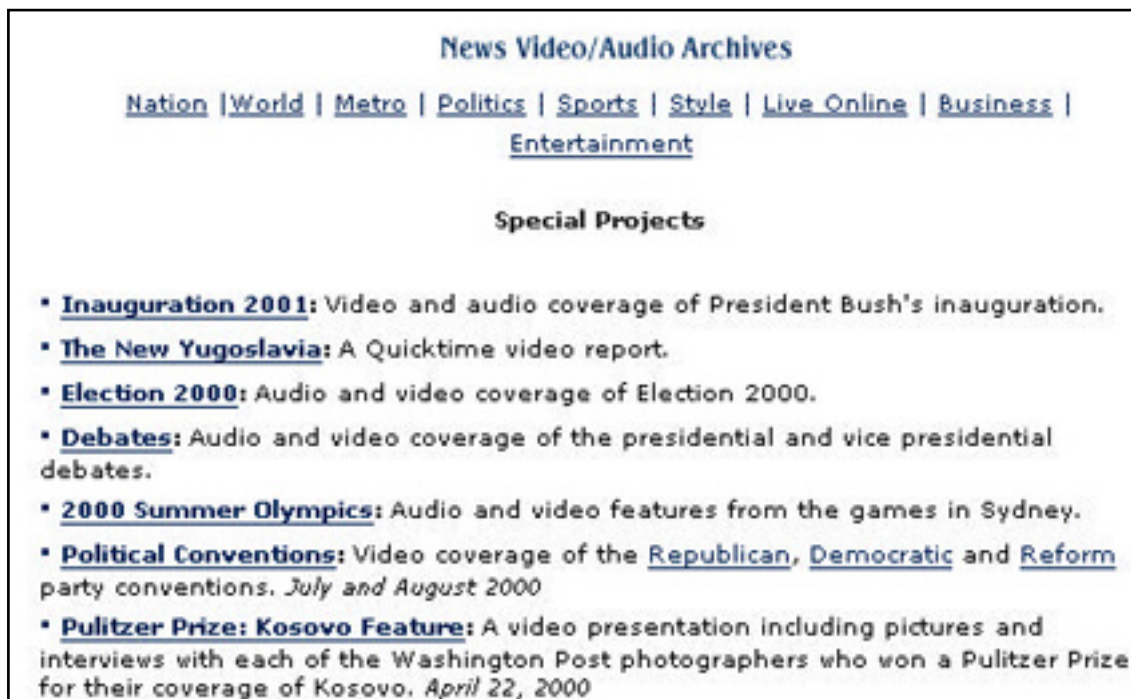 News Video/Audio Archives
Nation |World | Metro | Politics | Sports | Style | Live Online | Business |
Entertainment
Special Projects
▪ Inauguration 2001: Video and audio coverage of President Bush's inauguration.
▪ The New Yugoslavia: A Quicktime video report.
▪ Election 2000: Audio and video coverage of Election 2000.
▪ Debates: Audio and video coverage of the presidential and vice presidential
debates.
▪ 2000 Summer Olympics: Audio and video features from the games in Sydney.
▪ Political Conventions: Video coverage of the Republican, Democratic and Reform
party conventions. July and August 2000
▪ Pulitzer Prize: Kosovo Feature: A video presentation including pictures and
interviews with each of the Washington Post photographers who won a Pulitzer Prize
for their coverage of Kosovo. April 22, 2000